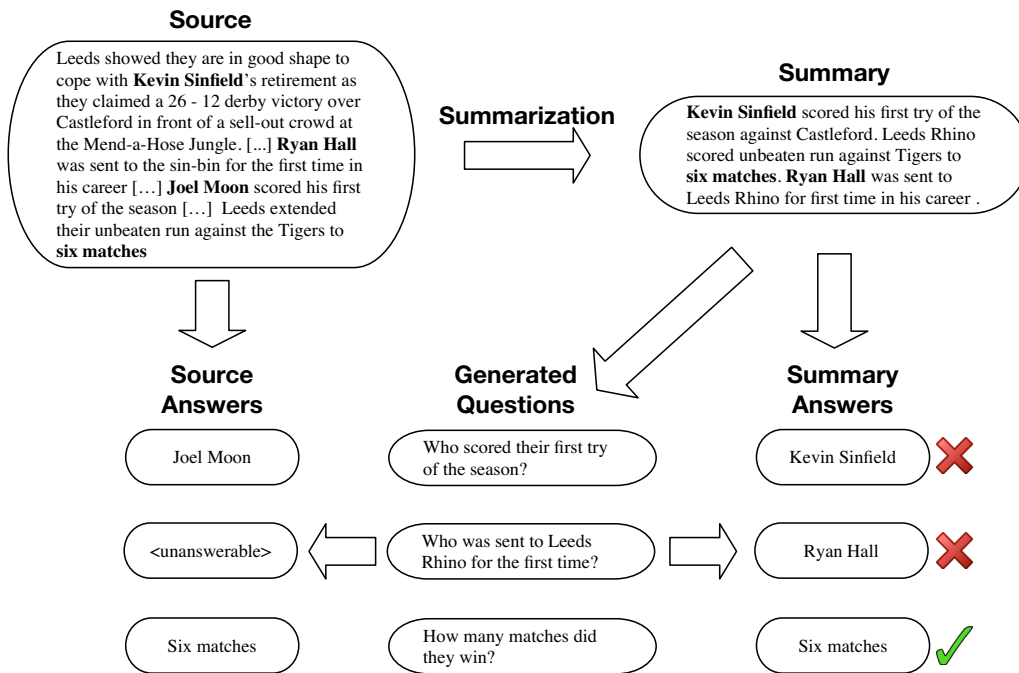 Source
Leeds showed they are in good shape to
cope with Kevin Sinfield's retirement as
they claimed a 26 - 12 derby victory over
Castleford in front of a sell-out crowd at
the Mend-a-Hose Jungle. [...] Ryan Hall
was sent to the sin-bin for the first time in
his career […] Joel Moon scored his first
try of the season […] Leeds extended
their unbeaten run against the Tigers to
six matches
Summarization
Summary
Kevin Sinfield scored his first try of the
season against Castleford. Leeds Rhino
scored unbeaten run against Tigers to
six matches. Ryan Hall was sent to
Leeds Rhino for first time in his career .
Source
Answers
Generated
Questions
Summary
Answers
Joel Moon
Who scored their first try
of the season?
Kevin Sinfield
<unanswerable>
Who was sent to Leeds
Rhino for the first time?
Ryan Hall
Six matches
How many matches did
they win?
Six matches